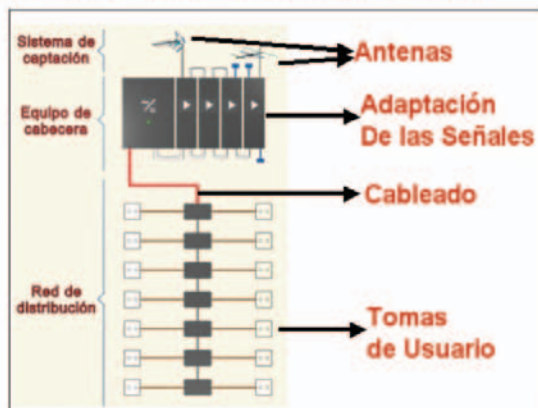 Sistema de
captación
Antenas
Equipo de
cabecera
Adaptación
De las Señales
Cableado
Red de
distribución
Tomas
de Usuario